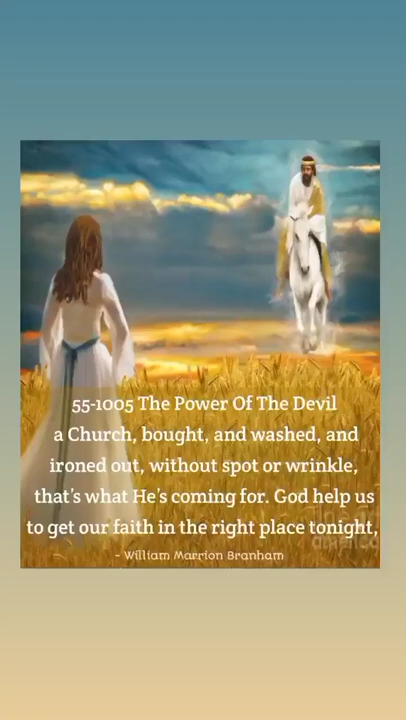 55-1005 The Power Of The Devil
a Church, bought, and washed, and
ironed out, without spot or wrinkle,
that's what He's coming for. God help us
to get our faith in the right place tonight,
- William Marrion Branham